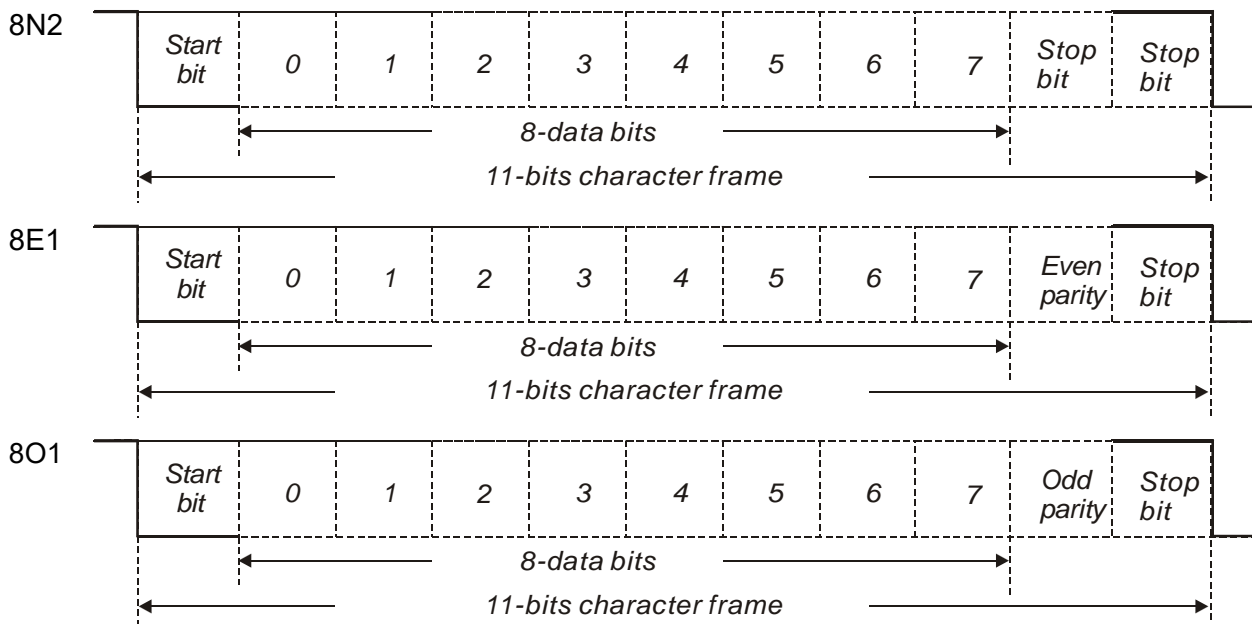 8N2
Start bit 0 1 2 3 4 5 6 7 Stop bit Stop bit
8-data bits
11-bits character frame
8E1
Start bit 0 1 2 3 4 5 6 7 Even parity Stop bit
8-data bits
11-bits character frame
8O1
Start bit 0 1 2 3 4 5 6 7 Odd parity Stop bit
8-data bits
11-bits character frame